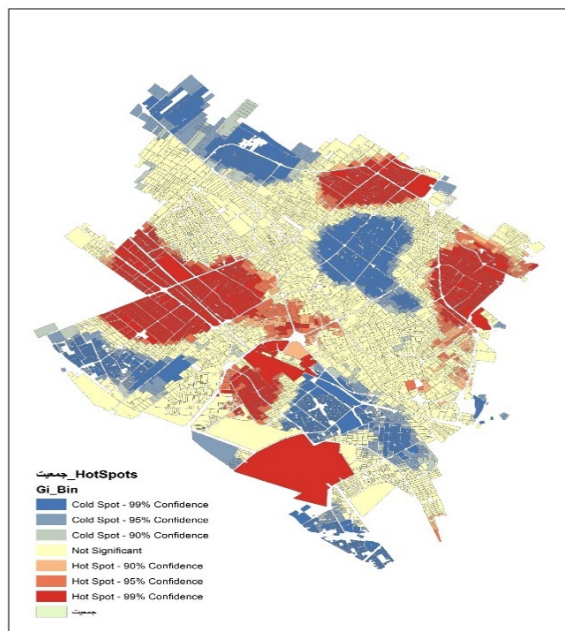 جمعیت_HotSpots
Gi_Bin
Cold Spot - 99% Confidence
Cold Spot - 95% Confidence
Cold Spot - 90% Confidence
Not Significant
Hot Spot - 90% Confidence
Hot Spot - 95% Confidence
Hot Spot - 99% Confidence
جمعیت